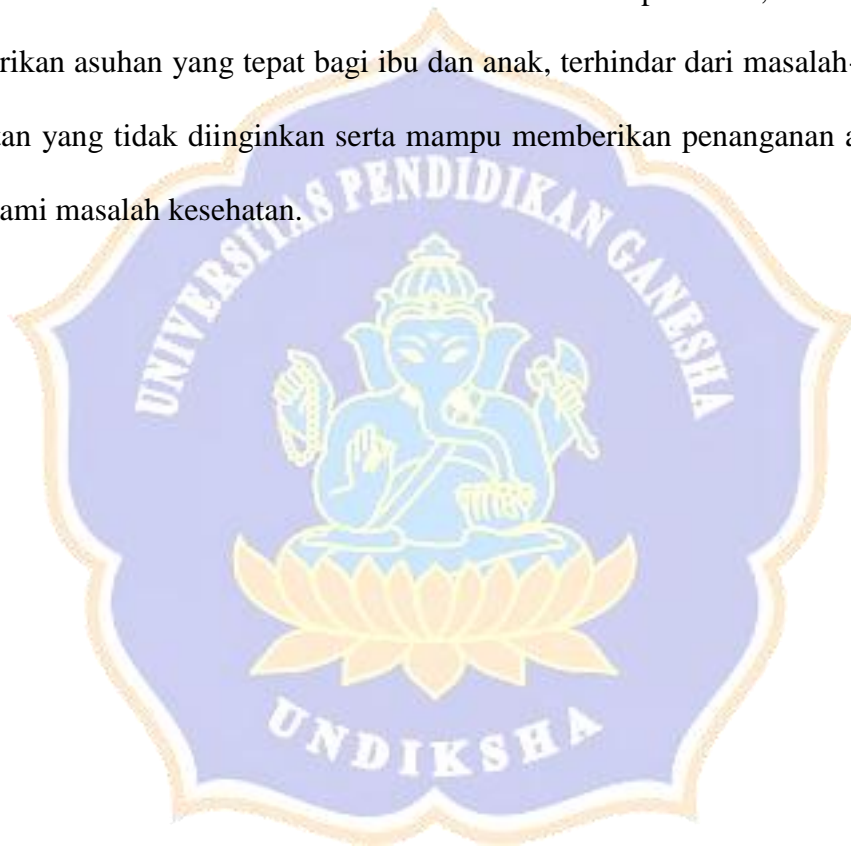 rikan asuhan yang tepat bagi ibu dan anak, terhindar dari masalah-
tan yang tidak diinginkan serta mampu memberikan penanganan a
ami masalah kesehatan.
UNIVERSITAS PENDIDIKAN GANESHA
UNDIKSHA